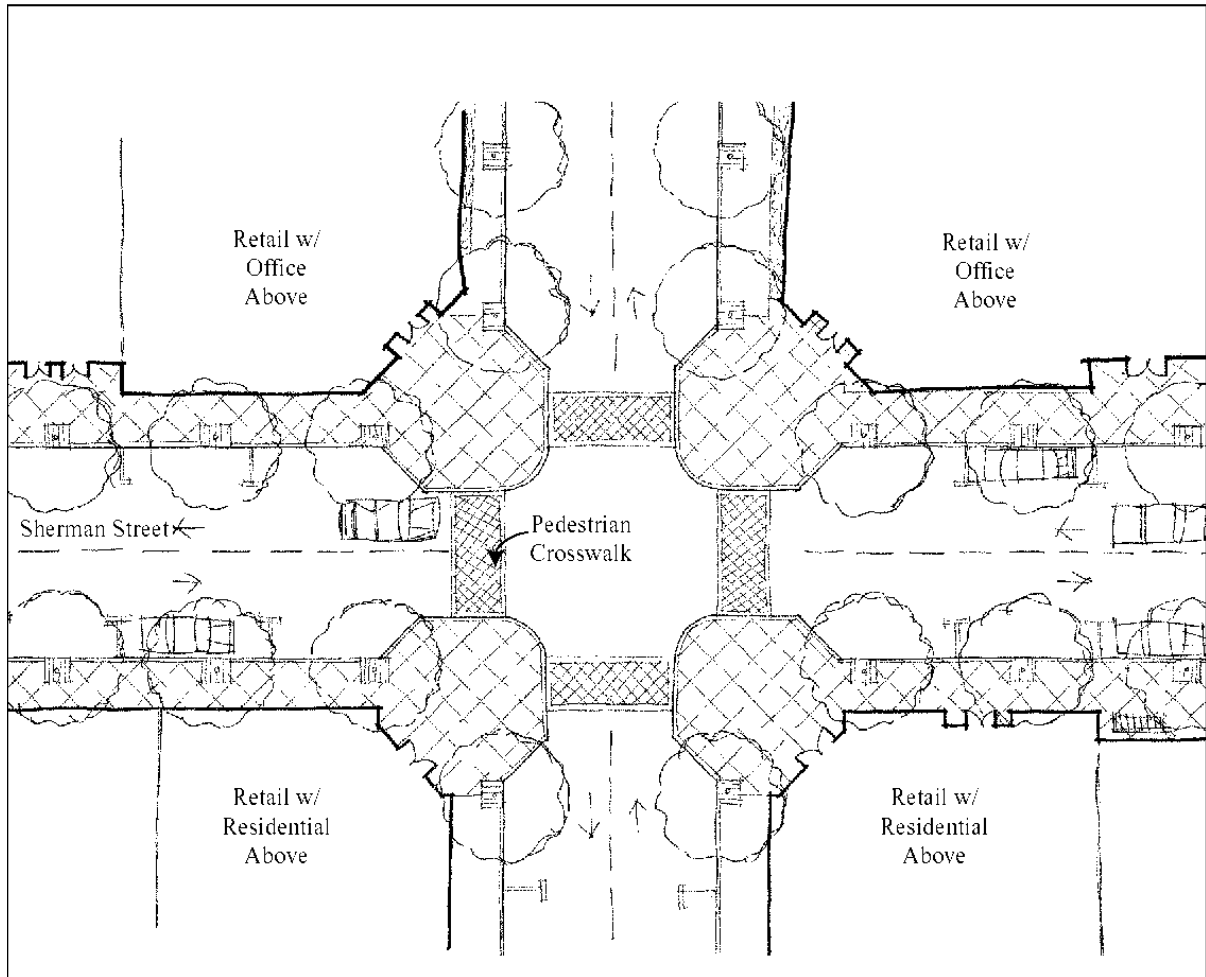 Retail w/
Office
Above
Retail w/
Office
Above
Sherman Street
Pedestrian
Crosswalk
Retail w/
Residential
Above
Retail w/
Residential
Above